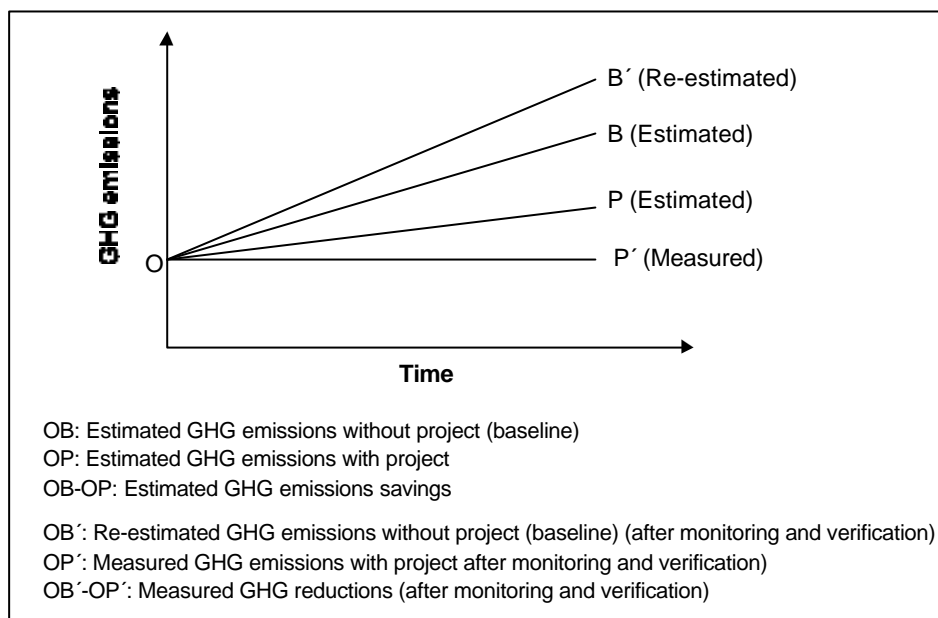 GHG emissions
B´ (Re-estimated)
B (Estimated)
P (Estimated)
P´ (Measured)
O
Time
OB: Estimated GHG emissions without project (baseline)
OP: Estimated GHG emissions with project
OB-OP: Estimated GHG emissions savings
OB´: Re-estimated GHG emissions without project (baseline) (after monitoring and verification)
OP´: Measured GHG emissions with project after monitoring and verification)
OB´-OP´: Measured GHG reductions (after monitoring and verification)